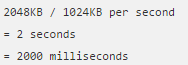 2048KB / 1024KB per second
= 2 seconds
= 2000 milliseconds